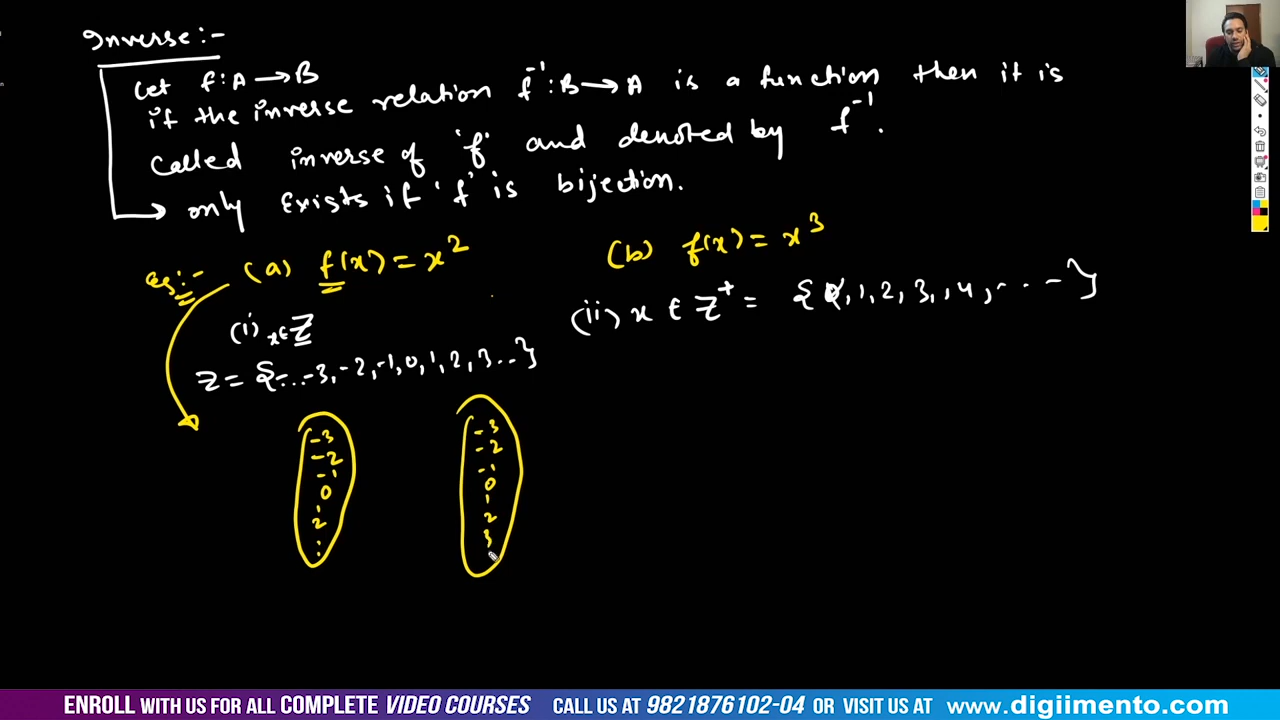 Inverse:-
Let f: A → B
if the inverse relation f⁻¹: B → A is a function then it is
called inverse of 'f' and denoted by f⁻¹.
→ only exists if 'f' is bijection.
eg:- (a) f(x) = x²
(b) f(x) = x³
(i) x ∈ Z
(ii) x ∈ Z⁺ = {0, 1, 2, 3, 4, ...-}
Z = {-...-3, -2, -1, 0, 1, 2, 3...}
-3
-2
-1
0
1
2
:
-3
-2
-1
0
1
2
3
ENROLL WITH US FOR ALL COMPLETE VIDEO COURSES CALL US AT 9821876102-04 OR VISIT US AT www.digiimento.com